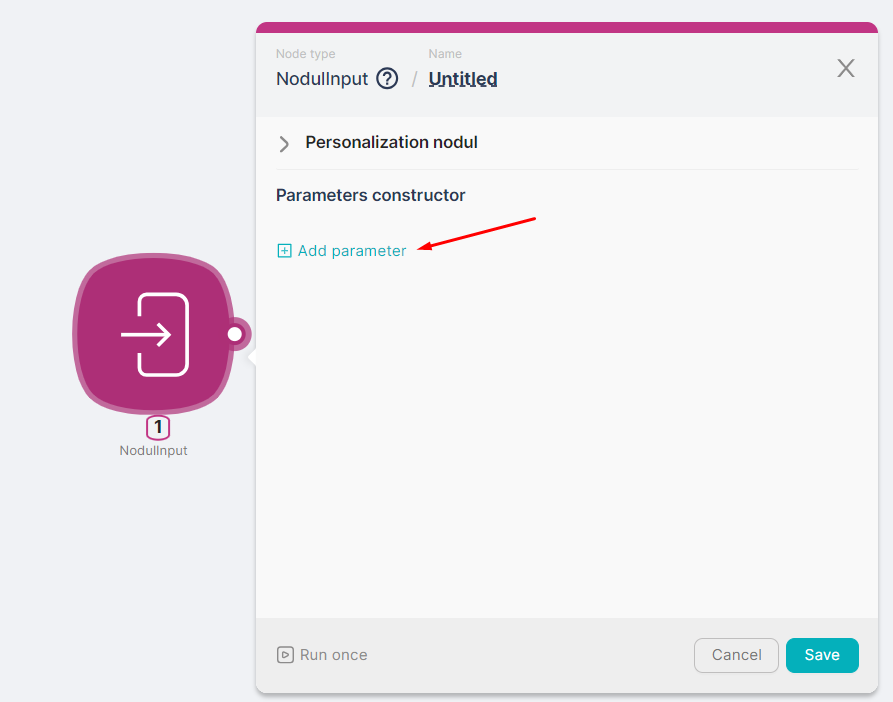 Node type
Name
NodulInput ? / Untitled
X
Personalization nodul
Parameters constructor
Add parameter
1
NodulInput
Run once
Cancel
Save